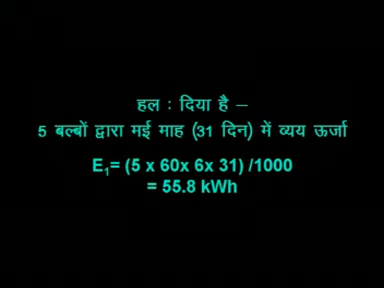 हल : दिया है –
5 बल्बों द्वारा मई माह (31 दिन) में व्यय ऊर्जा
E₁= (5 x 60x 6x 31) /1000
= 55.8 kWh